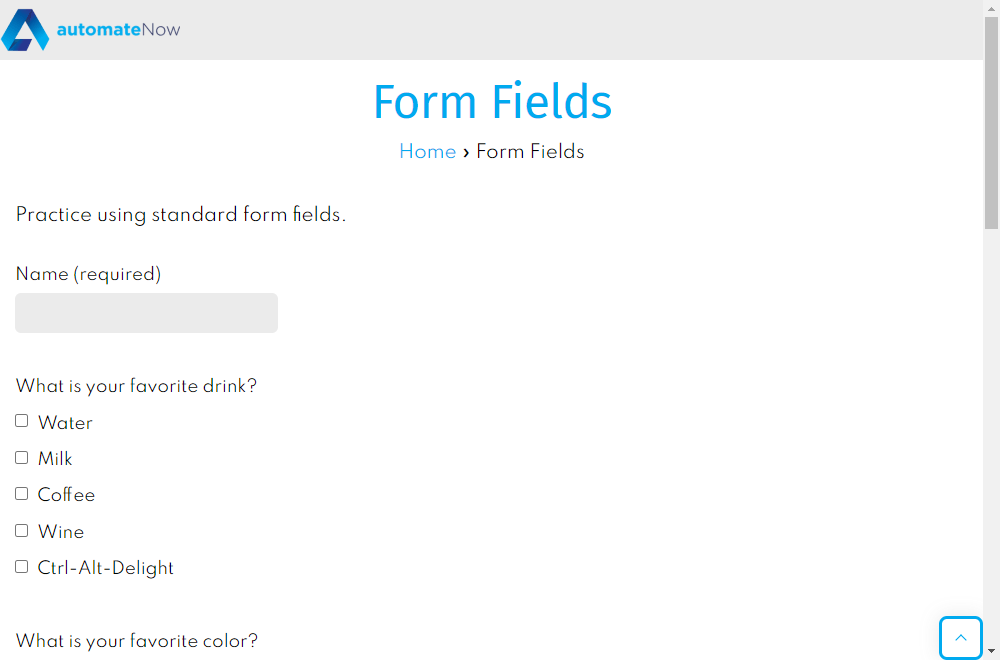 automateNow
Form Fields
Home › Form Fields
Practice using standard form fields.
Name (required)
What is your favorite drink?
Water
Milk
Coffee
Wine
Ctrl-Alt-Delight
What is your favorite color?